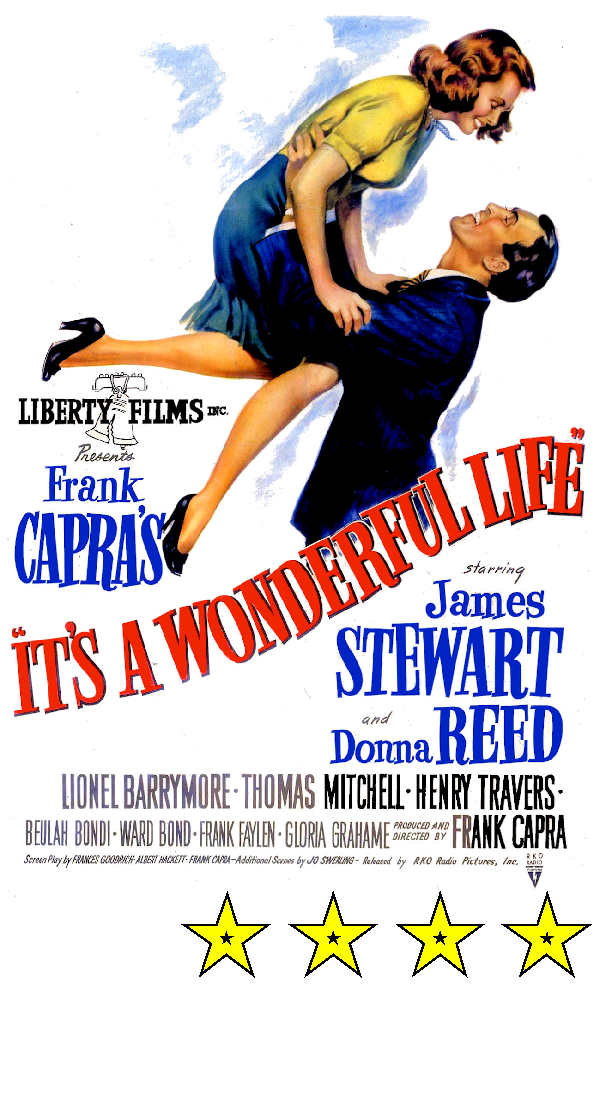 LIBERTY FILMS INC.
Presents
Frank
CAPRA'S
"IT'S A WONDERFUL LIFE"
starring
James
STEWART
and
Donna REED
LIONEL BARRYMORE · THOMAS MITCHELL · HENRY TRAVERS ·
BEULAH BONDI · WARD BOND · FRANK FAYLEN · GLORIA GRAHAME PRODUCED AND DIRECTED BY FRANK CAPRA
Screen Play by FRANCES GOODRICH · ALBERT HACKETT · FRANK CAPRA — Additional Scenes by JO SWERLING - Released by RKO Radio Pictures, Inc.
RKO
RADIO